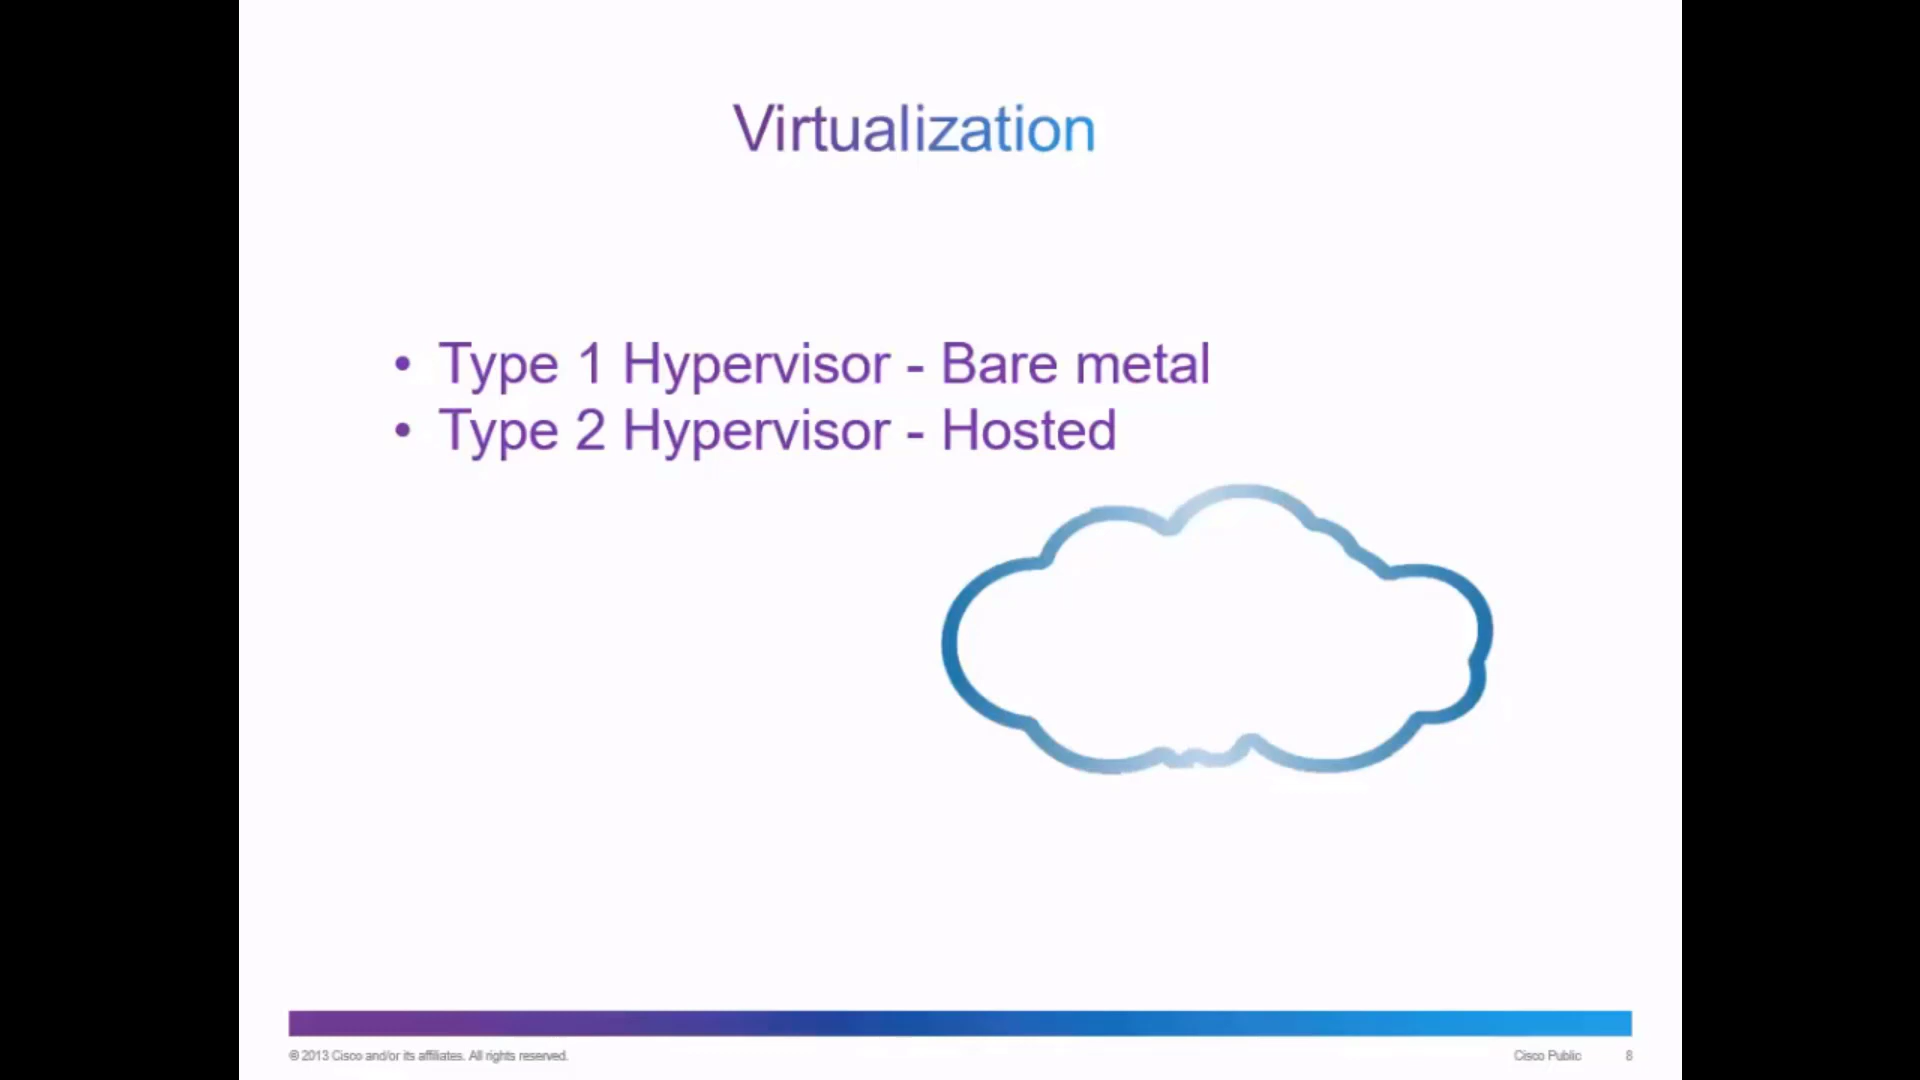 Virtualization
• Type 1 Hypervisor - Bare metal
• Type 2 Hypervisor - Hosted
© 2013 Cisco and/or its affiliates. All rights reserved.
Cisco Public 8